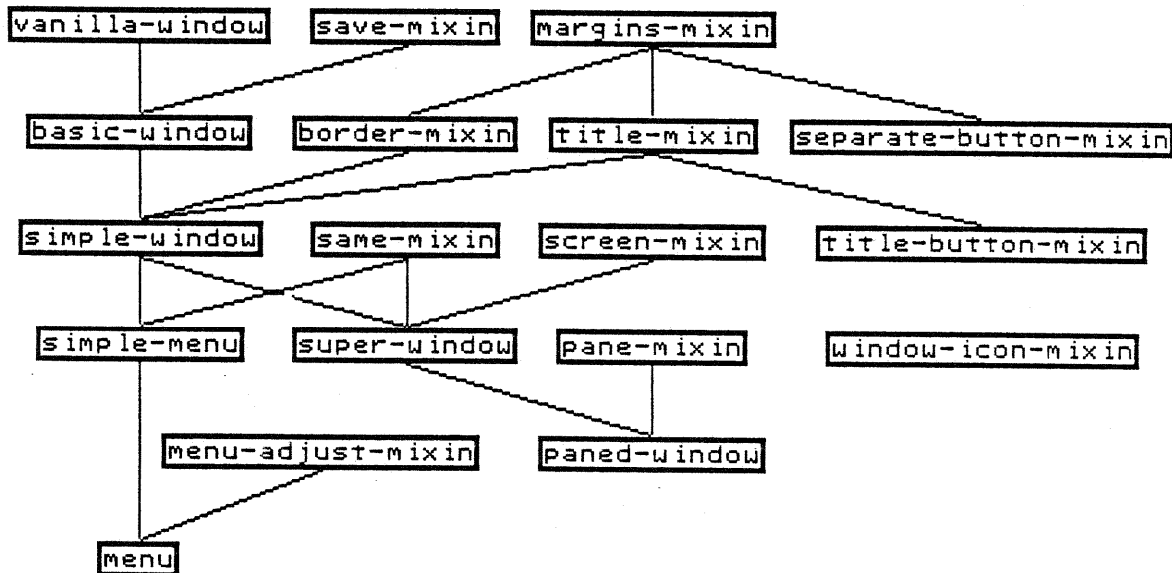 vanilla-window save-mixin margins-mixin
basic-window border-mixin title-mixin separate-button-mixin
simple-window same-mixin screen-mixin title-button-mixin
simple-menu super-window pane-mixin window-icon-mixin
menu-adjust-mixin paned-window
menu